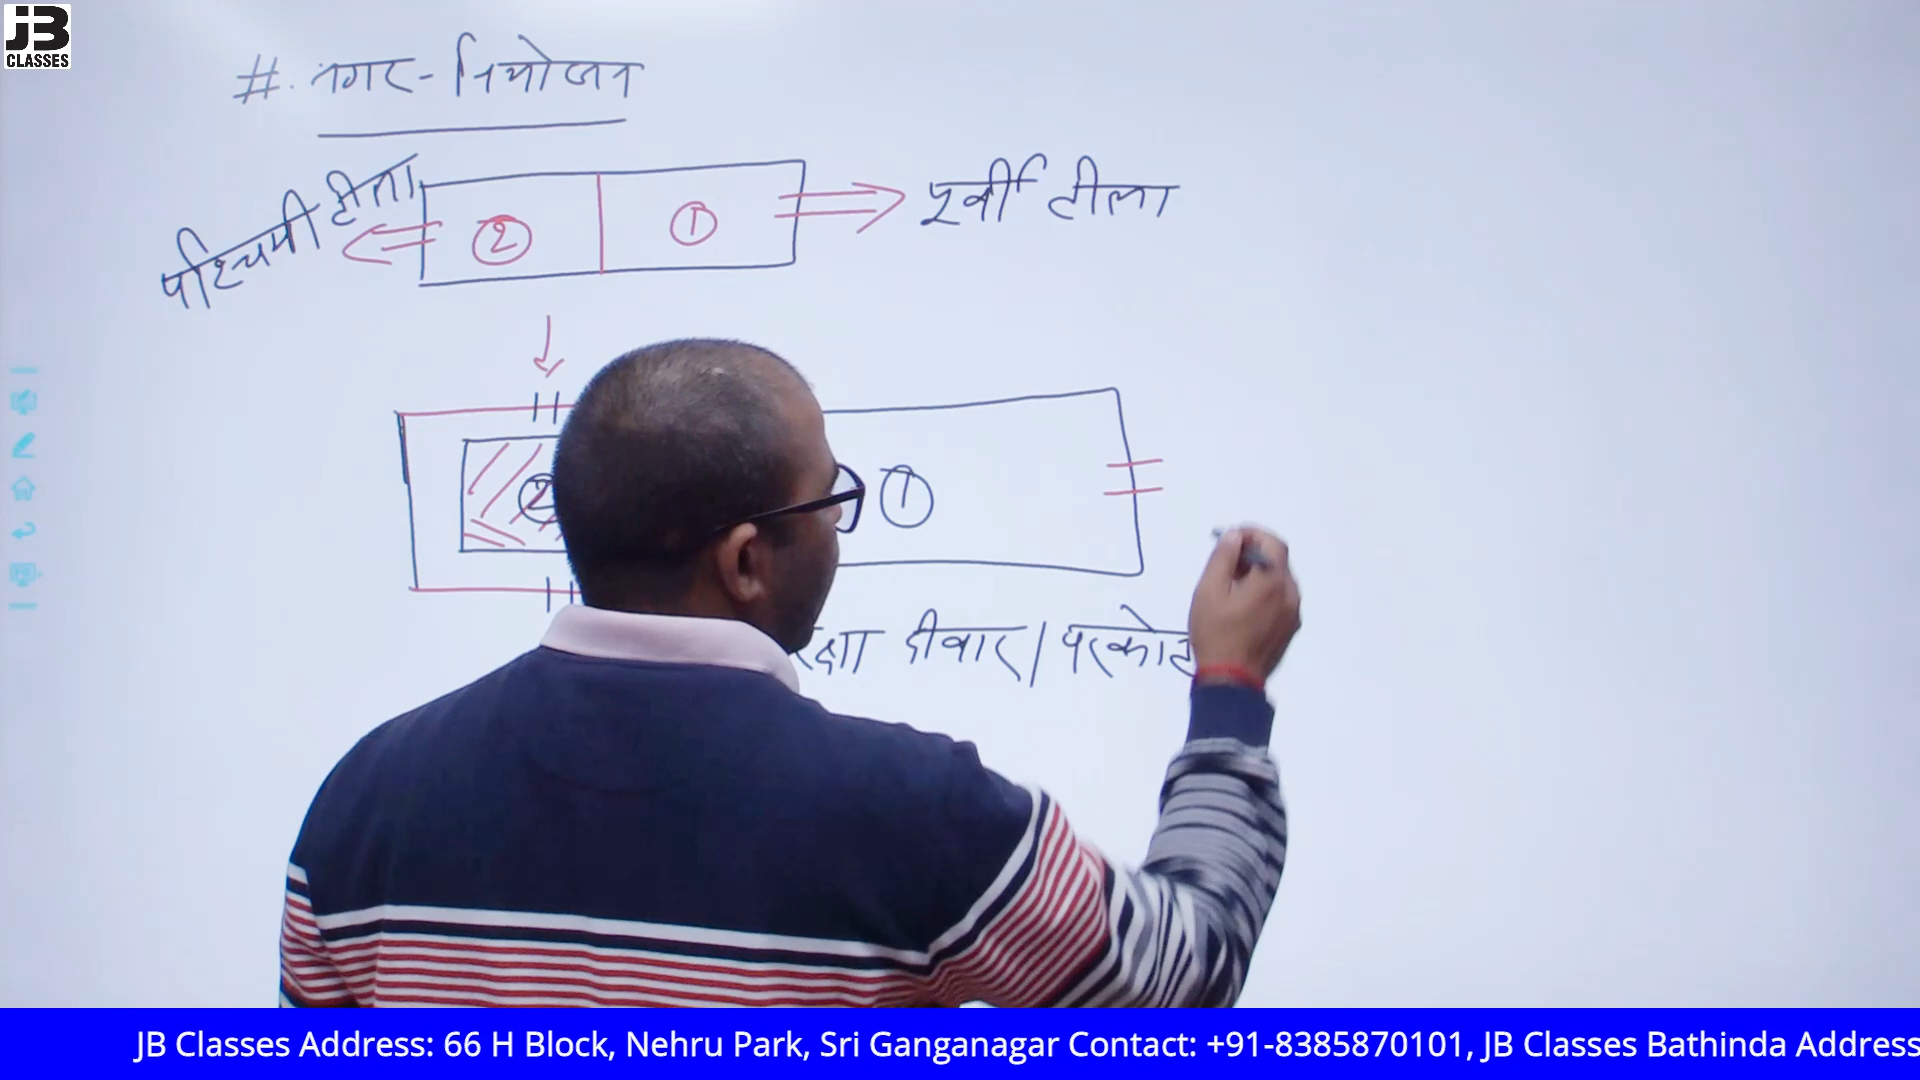 JB
CLASSES
#. नगर-नियोजन
पश्चिमी टीला
② ①
पूर्वी टीला
② ①
दीवार/परकोट
JB Classes Address: 66 H Block, Nehru Park, Sri Ganganagar Contact: +91-8385870101, JB Classes Bathinda Address